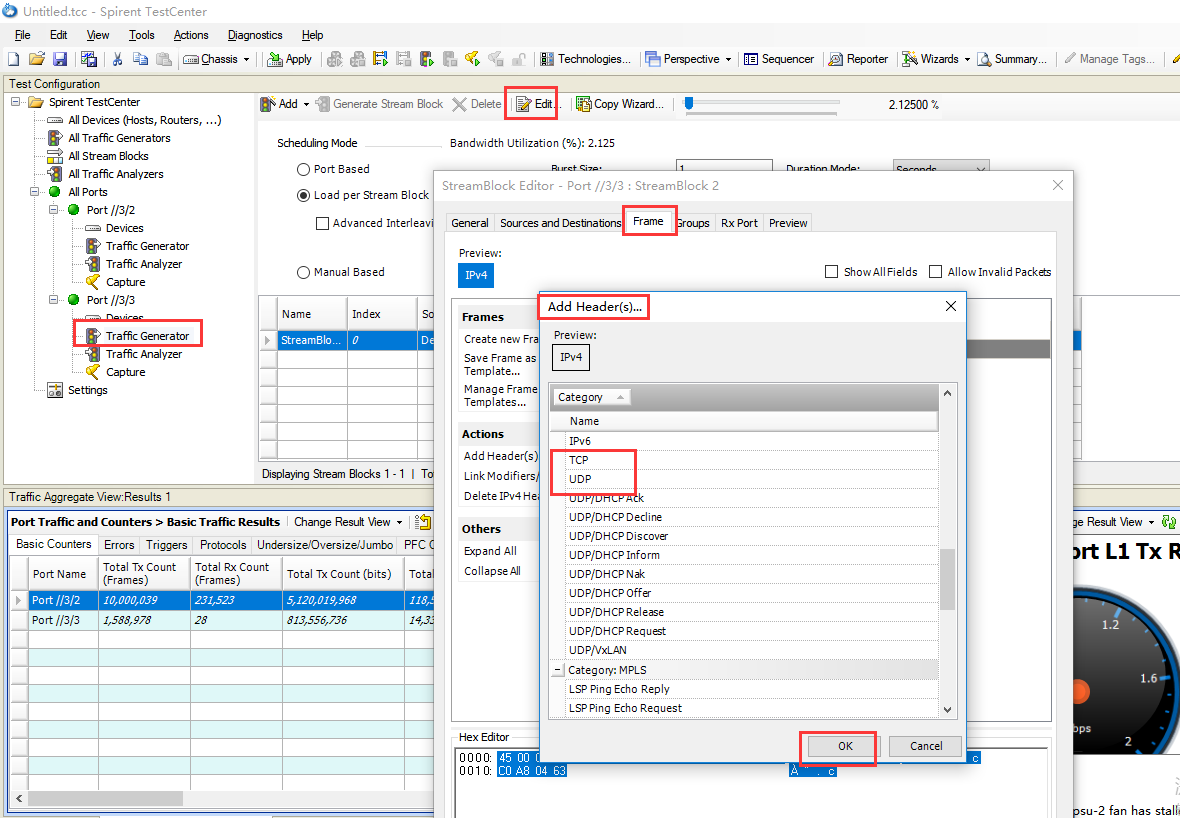 Untitled.tcc - Spirent TestCenter
File Edit View Tools Actions Diagnostics Help
Chassis Apply Technologies... Perspective Sequencer Reporter Wizards Summary... Manage Tags...
Test Configuration
Spirent TestCenter
All Devices (Hosts, Routers, ...)
All Traffic Generators
All Stream Blocks
All Traffic Analyzers
All Ports
Port //3/2
Devices
Traffic Generator
Traffic Analyzer
Capture
Port //3/3
Devices
Traffic Generator
Traffic Analyzer
Capture
Settings
Add Generate Stream Block Delete Edit... Copy Wizard... 2.12500 %
Scheduling Mode Bandwidth Utilization (%): 2.125
Port Based Burst Size: 1 Duration Mode: Seconds
Load per Stream Block
Advanced Interleavi
Manual Based
Name Index So
StreamBlo... 0 De
Displaying Stream Blocks 1 - 1 | To
StreamBlock Editor - Port //3/3 : StreamBlock 2
General Sources and Destinations Frame Groups Rx Port Preview
Preview:
IPv4
Show All Fields Allow Invalid Packets
Frames
Create new Fra
Save Frame as
Template...
Manage Frame
Templates...
Actions
Add Header(s)
Link Modifiers/
Delete IPv4 Hea
Others
Expand All
Collapse All
Hex Editor
0000: 45 00 c
0010: C0 A8 04 63 À ¨ . c
Add Header(s)...
Preview:
IPv4
Category
Name
IPv6
TCP
UDP
UDP/DHCP Ack
UDP/DHCP Decline
UDP/DHCP Discover
UDP/DHCP Inform
UDP/DHCP Nak
UDP/DHCP Offer
UDP/DHCP Release
UDP/DHCP Request
UDP/VxLAN
Category: MPLS
LSP Ping Echo Reply
LSP Ping Echo Request
OK Cancel
Traffic Aggregate View:Results 1
Port Traffic and Counters > Basic Traffic Results Change Result View
Basic Counters Errors Triggers Protocols Undersize/Oversize/Jumbo PFC C
Port Name Total Tx Count (Frames) Total Rx Count (Frames) Total Tx Count (bits) Total
Port //3/2 10,000,039 231,523 5,120,019,968 118,5
Port //3/3 1,588,978 28 813,556,736 14,33
ge Result View
ort L1 Tx R
1.2
1.6
bps
2
psu-2 fan has stall